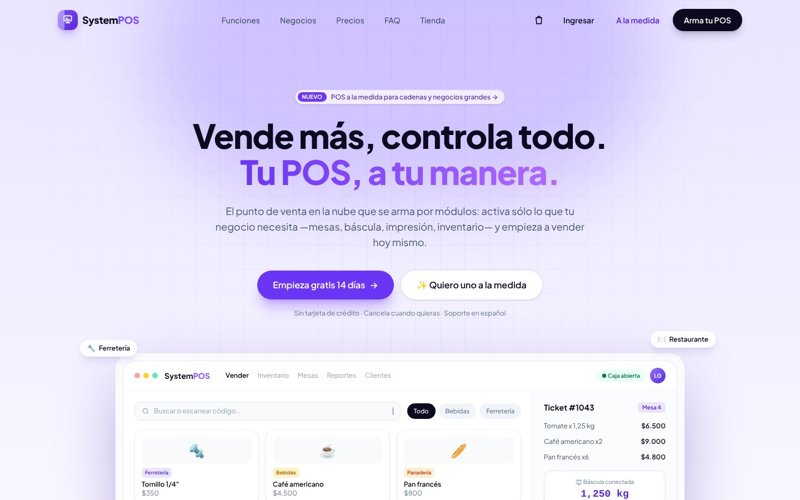 SystemPOS
Funciones
Negocios
Precios
FAQ
Tienda
Ingresar
A la medida
Arma tu POS
NUEVO POS a la medida para cadenas y negocios grandes →
Vende más, controla todo.
Tu POS, a tu manera.
El punto de venta en la nube que se arma por módulos: activa sólo lo que tu
negocio necesita —mesas, báscula, impresión, inventario— y empieza a vender
hoy mismo.
Empieza gratis 14 días →
✨ Quiero uno a la medida
Sin tarjeta de crédito · Cancela cuando quieras · Soporte en español
Ferretería
Restaurante
SystemPOS
Vender
Inventario
Mesas
Reportes
Clientes
Caja abierta
LG
Buscar o escanear código...
Todo
Bebidas
Ferretería
Ticket #1043
Mesa 4
Tomate x 1,25 kg $6.500
Café americano x2 $9.000
Pan francés x6 $4.800
Ferretería
Tornillo 1/4"
$350
Bebidas
Café americano
$4.500
Panadería
Pan francés
$800
Báscula conectada
1,250 kg